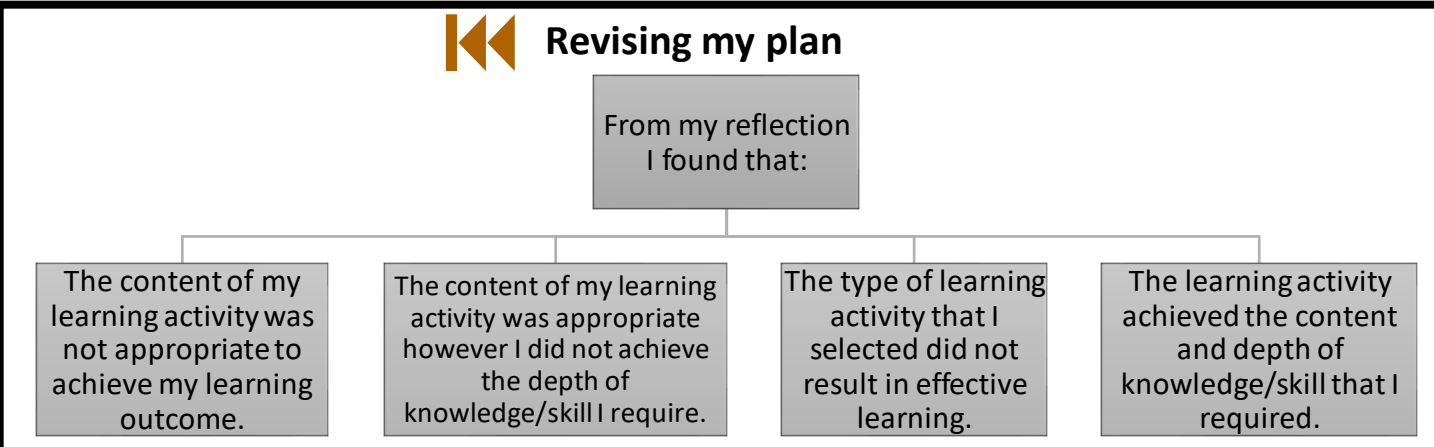 Revising my plan
From my reflection
I found that:
The content of my
learning activity was
not appropriate to
achieve my learning
outcome.
The content of my learning
activity was appropriate
however I did not achieve
the depth of
knowledge/skill I require.
The type of learning
activity that I
selected did not
result in effective
learning.
The learning activity
achieved the content
and depth of
knowledge/skill that I
required.